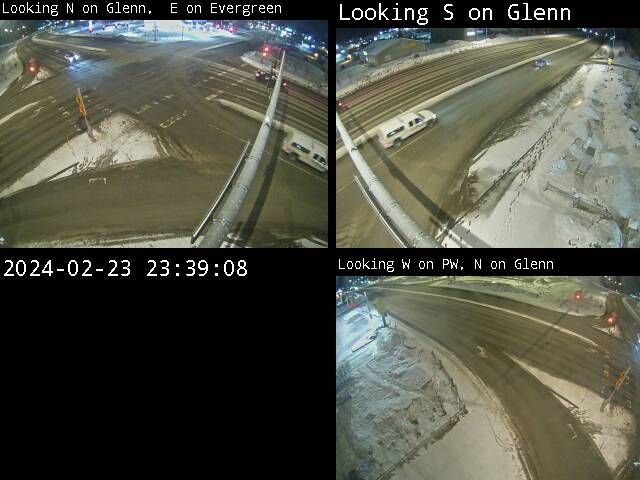 Looking N on Glenn,  E on Evergreen
Looking S on Glenn
2024-02-23 23:39:08
Looking W on PW, N on Glenn